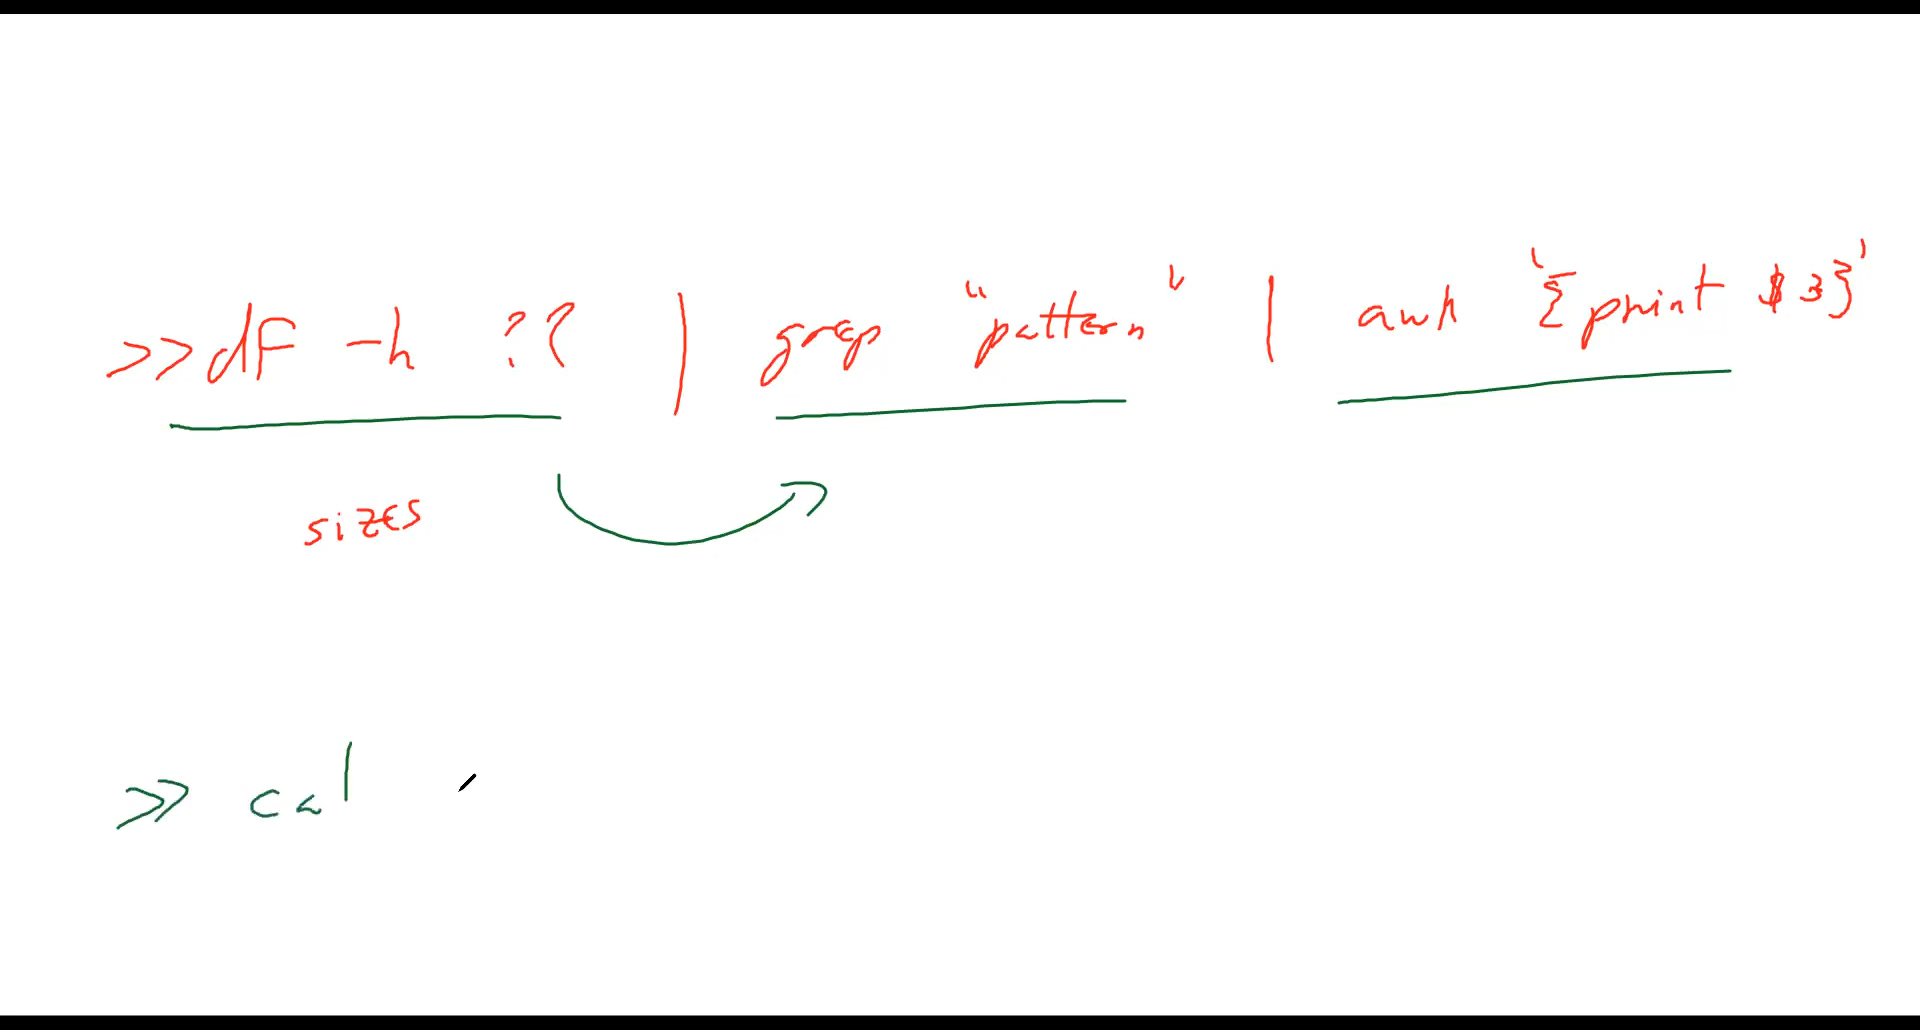 >>df -h ?? | grep "pattern" | awk '{print $3}'
sizes
>> cal